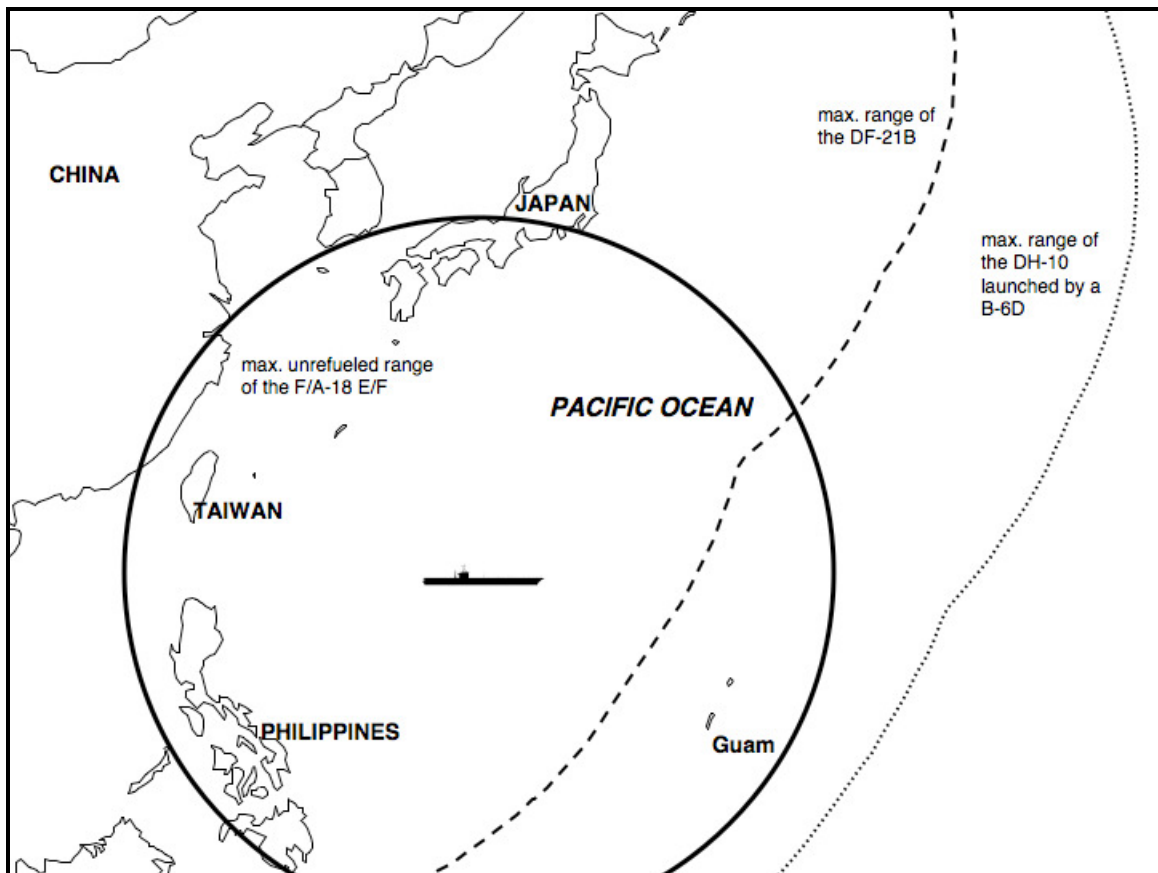 max. range of
the DF-21B
CHINA
JAPAN
max. range of
the DH-10
launched by a
B-6D
max. unrefueled range
of the F/A-18 E/F
PACIFIC OCEAN
TAIWAN
PHILIPPINES
Guam